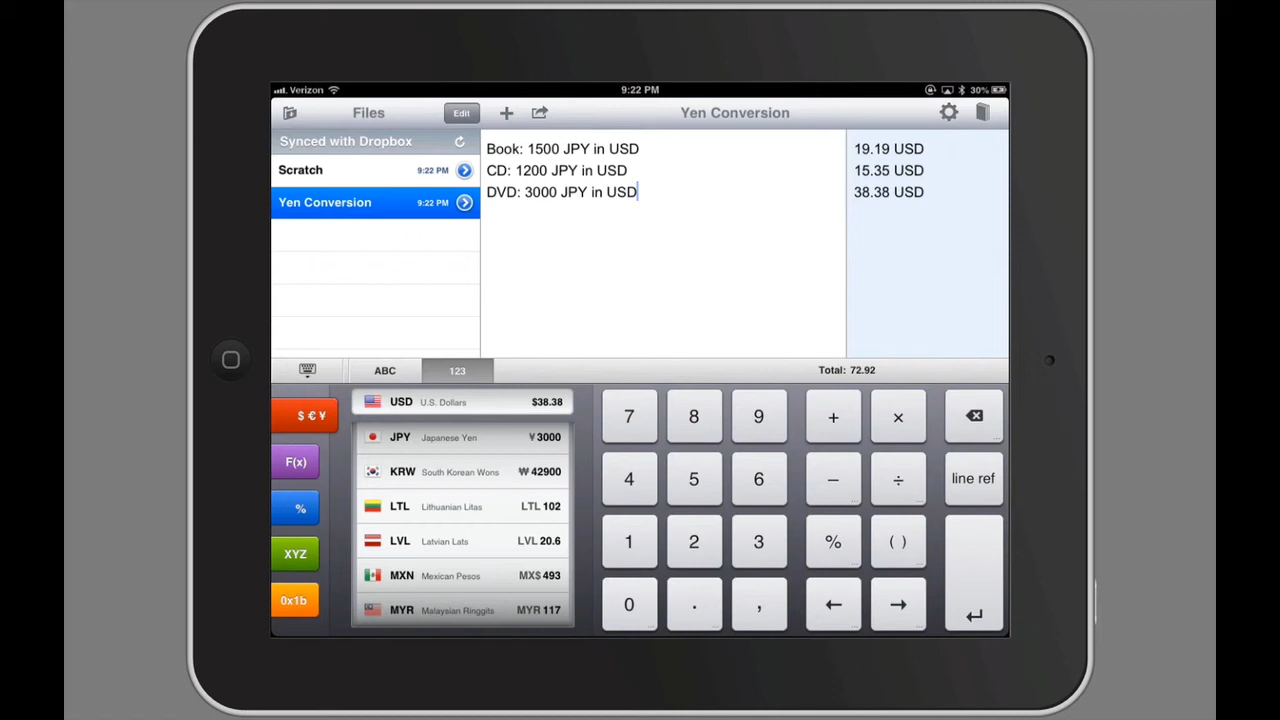 Verizon 9:22 PM 30%
Files Edit + Yen Conversion
Synced with Dropbox
Scratch 9:22 PM
Yen Conversion 9:22 PM
Book: 1500 JPY in USD 19.19 USD
CD: 1200 JPY in USD 15.35 USD
DVD: 3000 JPY in USD 38.38 USD
ABC 123 Total: 72.92
$ € ¥
F(x)
%
XYZ
0x1b
USD U.S. Dollars $38.38
JPY Japanese Yen ¥ 3000
KRW South Korean Wons ₩ 42900
LTL Lithuanian Litas LTL 102
LVL Latvian Lats LVL 20.6
MXN Mexican Pesos MX$ 493
MYR Malaysian Ringgits MYR 117
7 8 9 + ×
4 5 6 − ÷ line ref
1 2 3 % ( )
0 . , ← → ↵